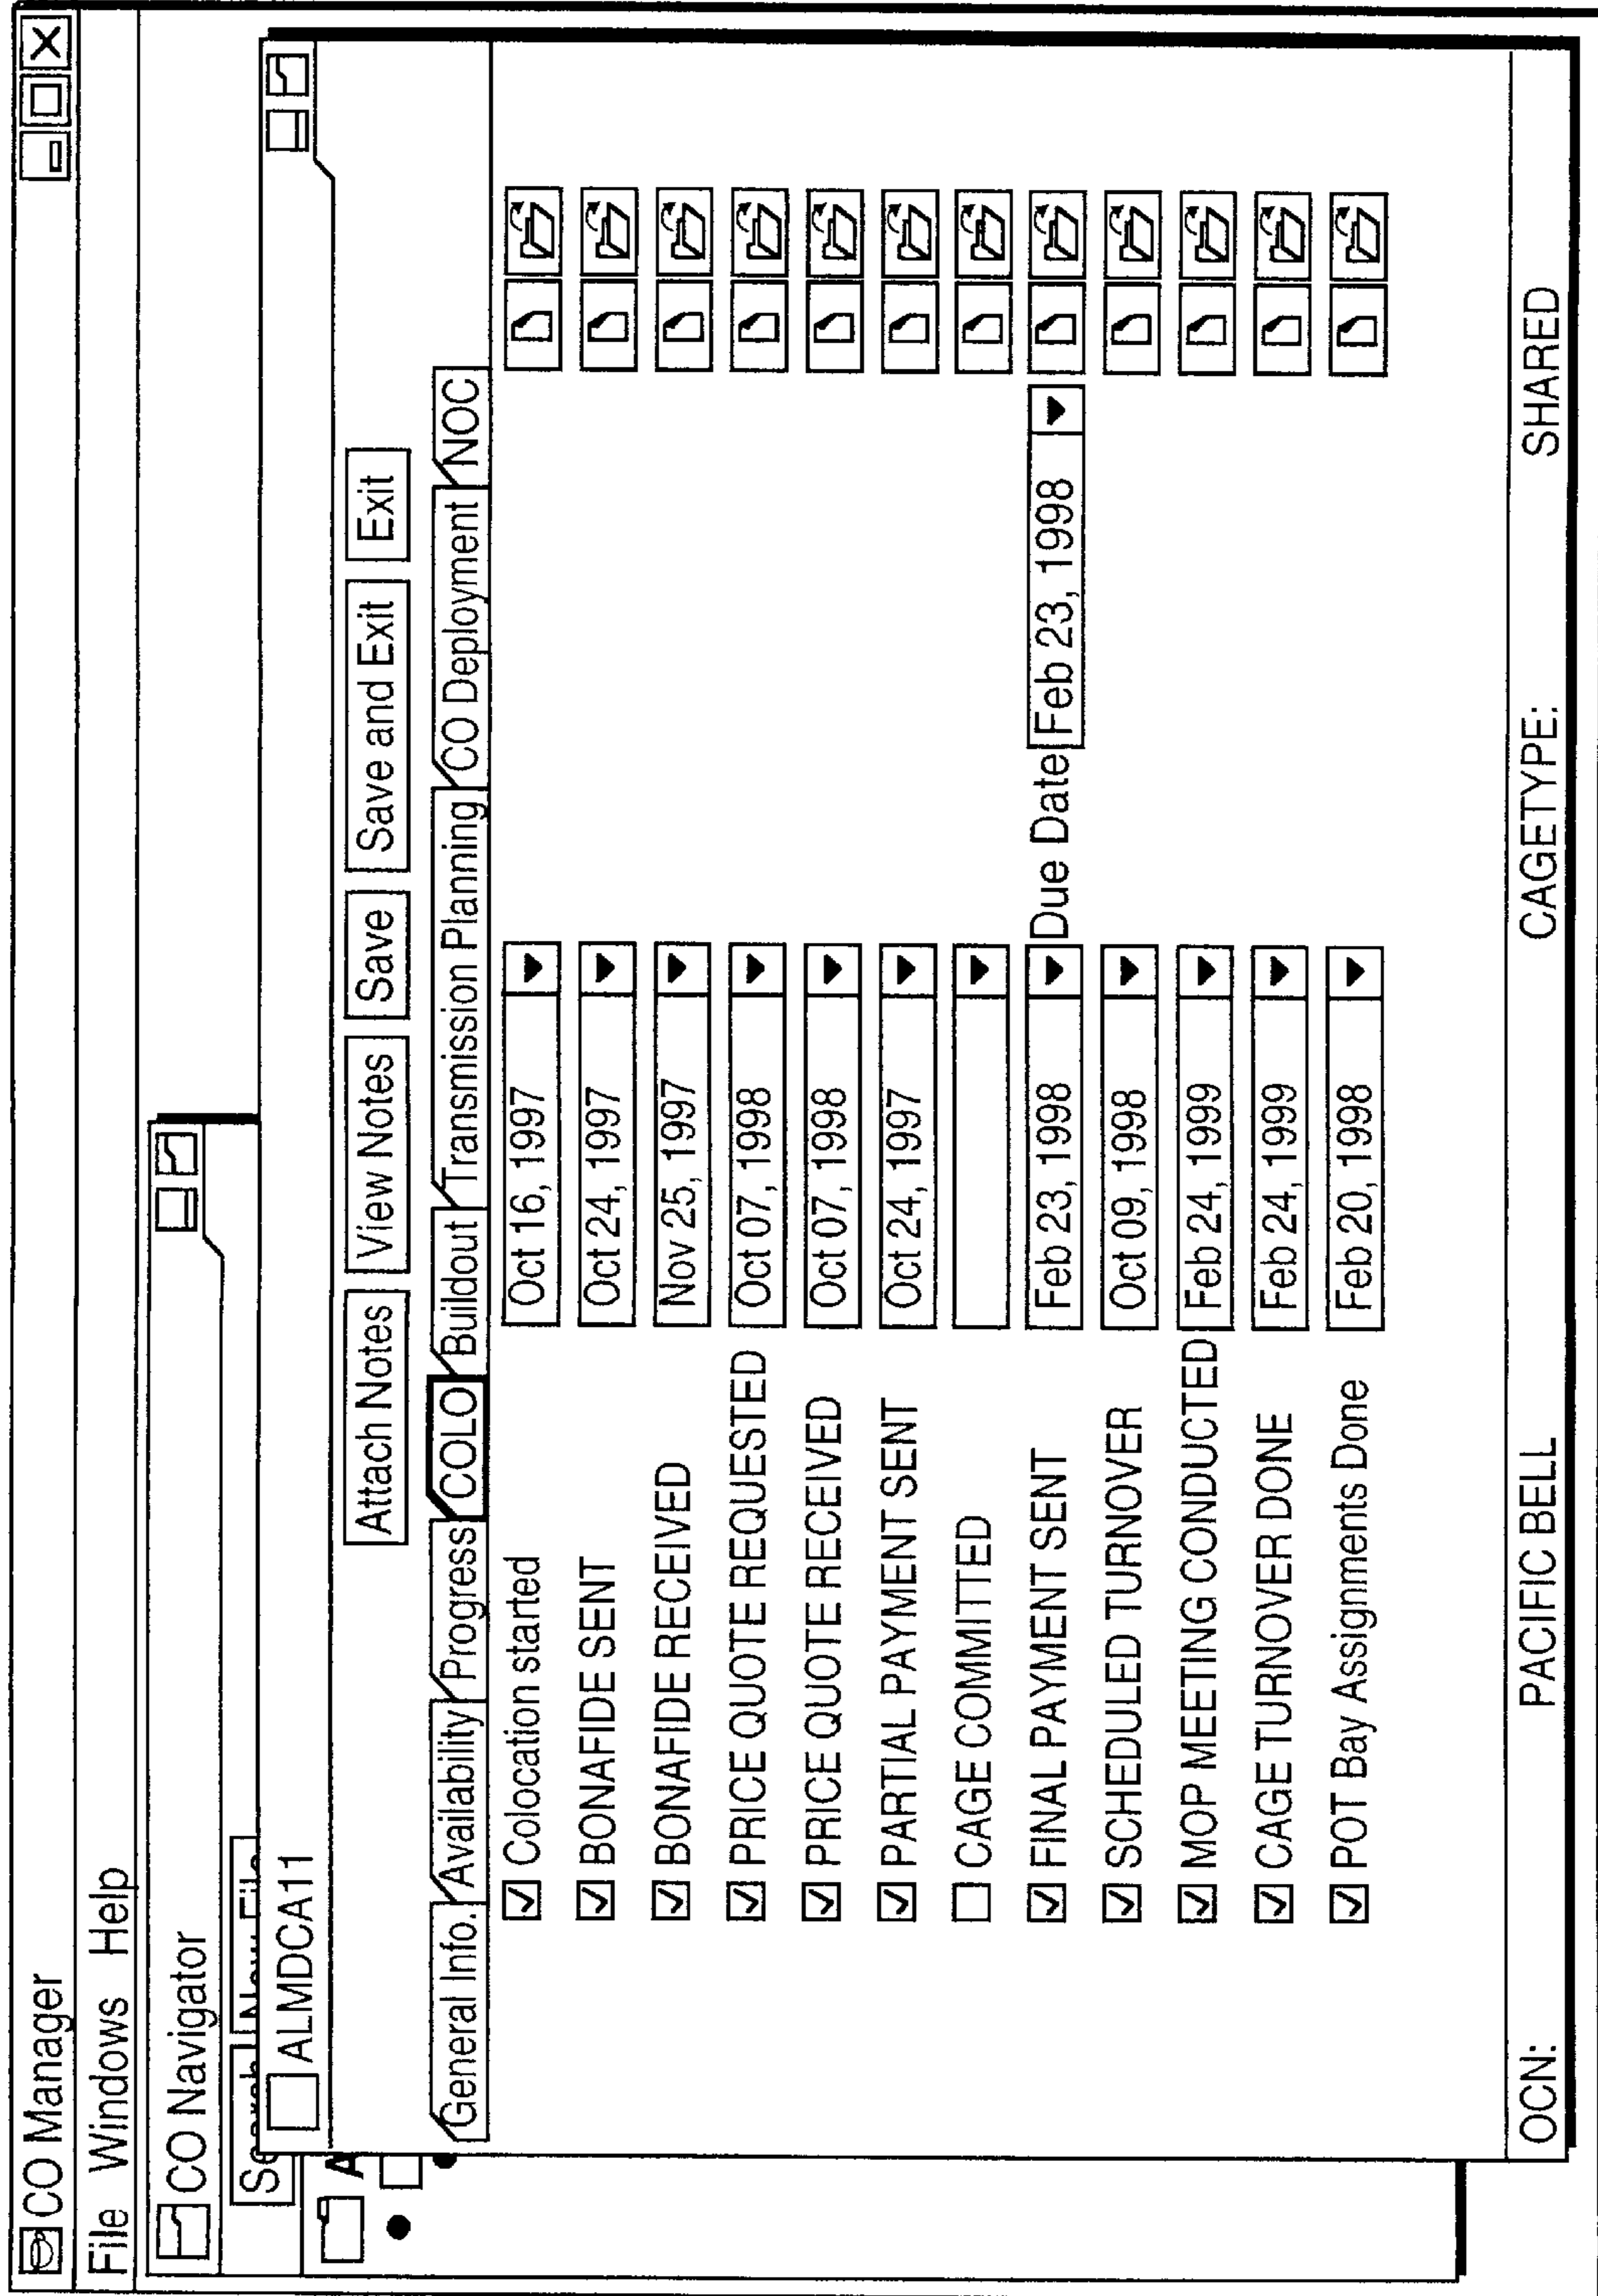 CO Manager
File Windows Help
CO Navigator
ALMDCA11
Attach Notes View Notes Save Save and Exit Exit
General Info. Availability Progress COLO Buildout Transmission Planning CO Deployment NOC
Colocation started Oct 16, 1997
BONAFIDE SENT Oct 24, 1997
BONAFIDE RECEIVED Nov 25, 1997
PRICE QUOTE REQUESTED Oct 07, 1998
PRICE QUOTE RECEIVED Oct 07, 1998
PARTIAL PAYMENT SENT Oct 24, 1997
CAGE COMMITTED
FINAL PAYMENT SENT Feb 23, 1998 Due Date Feb 23, 1998
SCHEDULED TURNOVER Oct 09, 1998
MOP MEETING CONDUCTED Feb 24, 1999
CAGE TURNOVER DONE Feb 24, 1999
POT Bay Assignments Done Feb 20, 1998
OCN: PACIFIC BELL CAGETYPE: SHARED